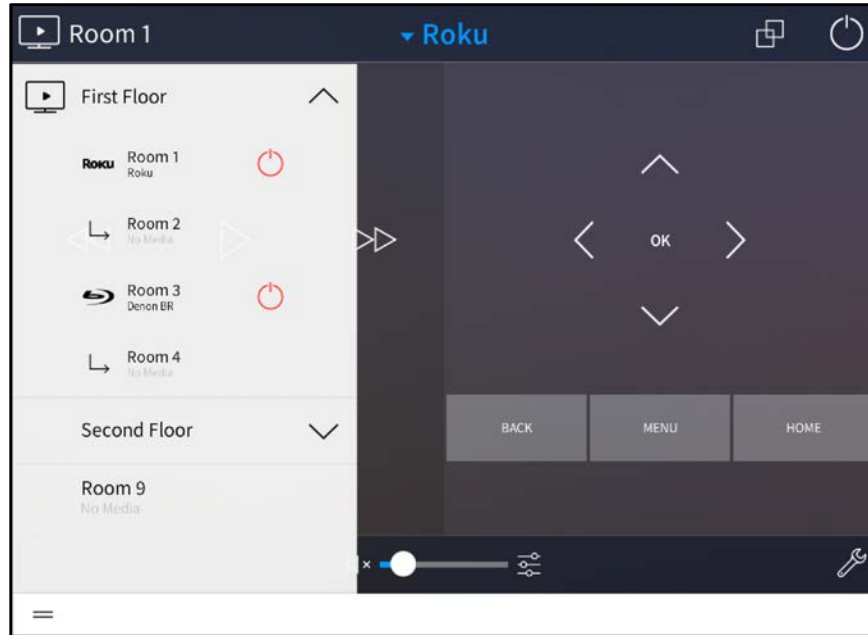 Room 1
Roku
First Floor
ROKU
Room 1
Roku
Room 2
No Media
Room 3
Denon BR
Room 4
No Media
OK
Second Floor
BACK
MENU
HOME
Room 9
No Media